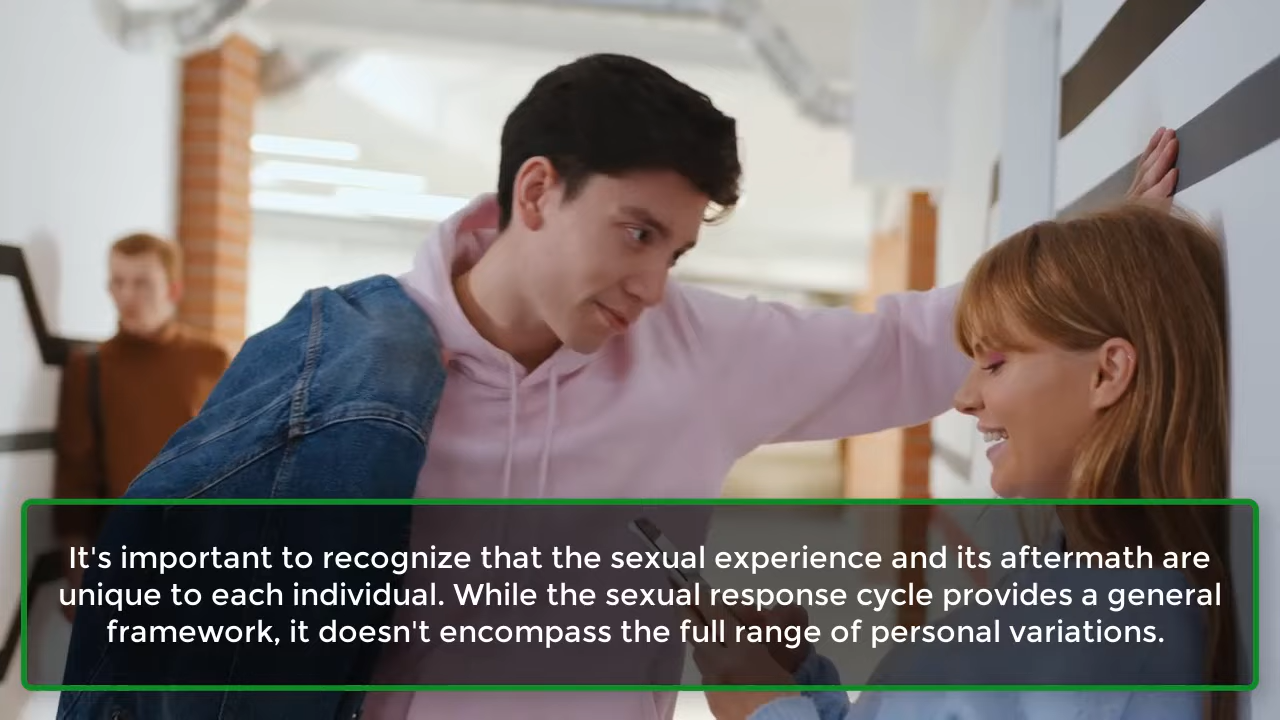 It's important to recognize that the sexual experience and its aftermath are
unique to each individual. While the sexual response cycle provides a general
framework, it doesn't encompass the full range of personal variations.